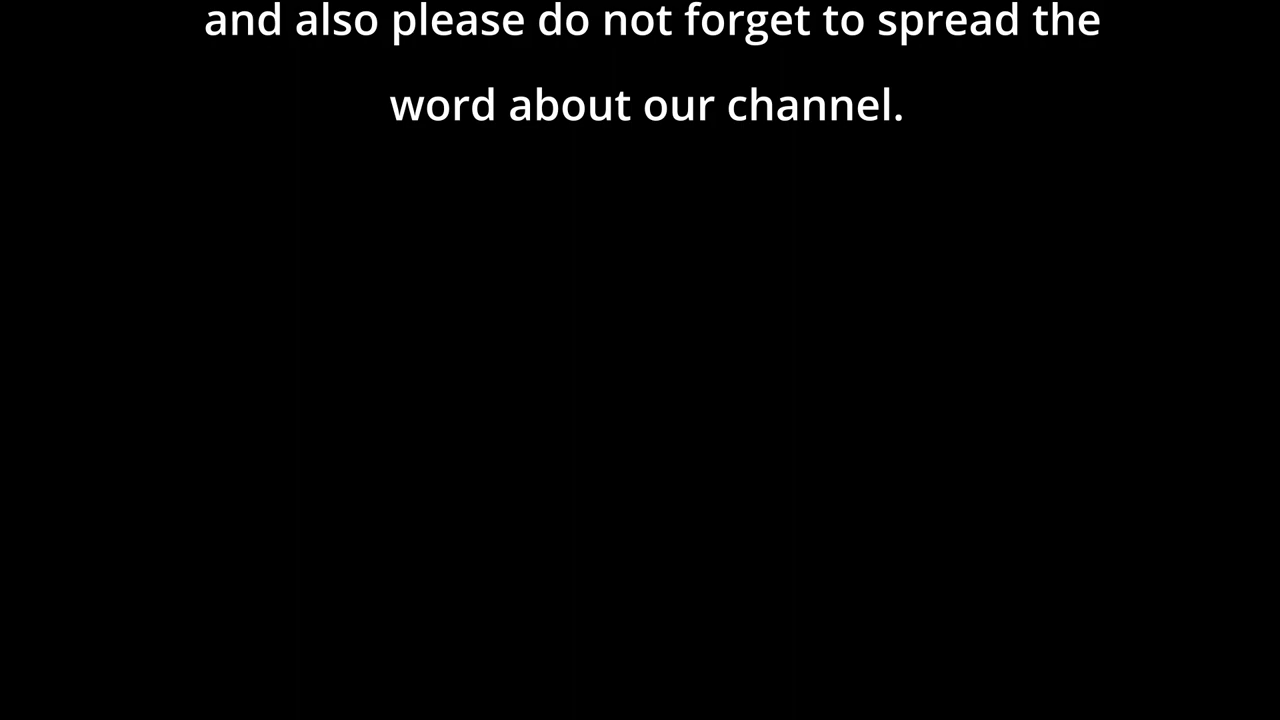 and also please do not forget to spread the
word about our channel.